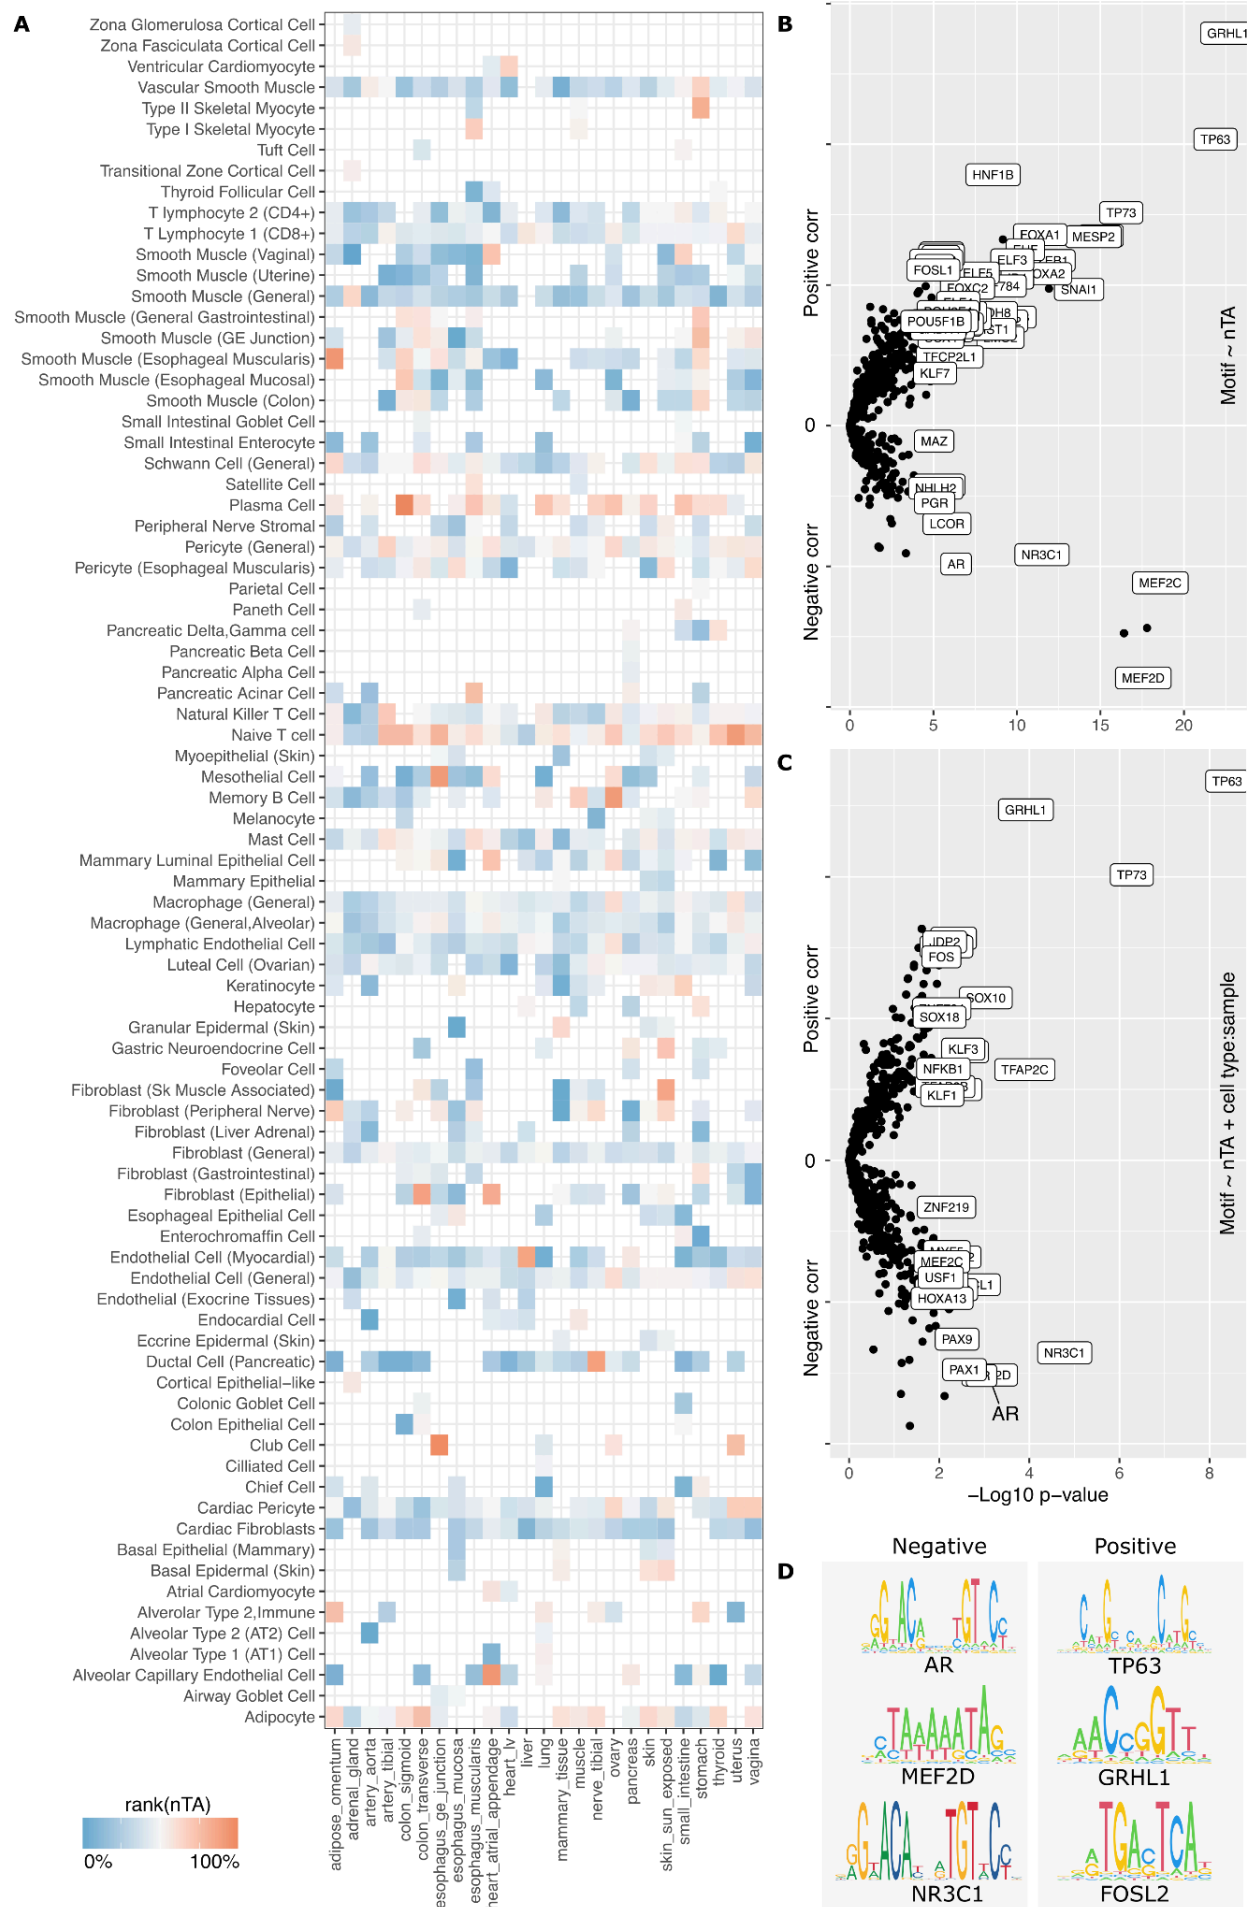 A
Zona Glomerulosa Cortical Cell
Zona Fasciculata Cortical Cell
Ventricular Cardiomyocyte
Vascular Smooth Muscle
Type II Skeletal Myocyte
Type I Skeletal Myocyte
Tuft Cell
Transitional Zone Cortical Cell
Thyroid Follicular Cell
T lymphocyte 2 (CD4+)
T Lymphocyte 1 (CD8+)
Smooth Muscle (Vaginal)
Smooth Muscle (Uterine)
Smooth Muscle (General)
Smooth Muscle (General Gastrointestinal)
Smooth Muscle (GE Junction)
Smooth Muscle (Esophageal Muscularis)
Smooth Muscle (Esophageal Mucosal)
Smooth Muscle (Colon)
Small Intestinal Goblet Cell
Small Intestinal Enterocyte
Schwann Cell (General)
Satellite Cell
Plasma Cell
Peripheral Nerve Stromal
Pericyte (General)
Pericyte (Esophageal Muscularis)
Parietal Cell
Paneth Cell
Pancreatic Delta,Gamma cell
Pancreatic Beta Cell
Pancreatic Alpha Cell
Pancreatic Acinar Cell
Natural Killer T Cell
Naive T cell
Myoepithelial (Skin)
Mesothelial Cell
Memory B Cell
Melanocyte
Mast Cell
Mammary Luminal Epithelial Cell
Mammary Epithelial
Macrophage (General)
Macrophage (General,Alveolar)
Lymphatic Endothelial Cell
Luteal Cell (Ovarian)
Keratinocyte
Hepatocyte
Granular Epidermal (Skin)
Gastric Neuroendocrine Cell
Foveolar Cell
Fibroblast (Sk Muscle Associated)
Fibroblast (Peripheral Nerve)
Fibroblast (Liver Adrenal)
Fibroblast (General)
Fibroblast (Gastrointestinal)
Fibroblast (Epithelial)
Esophageal Epithelial Cell
Enterochromaffin Cell
Endothelial Cell (Myocardial)
Endothelial Cell (General)
Endothelial (Exocrine Tissues)
Endocardial Cell
Eccrine Epidermal (Skin)
Ductal Cell (Pancreatic)
Cortical Epithelial−like
Colonic Goblet Cell
Colon Epithelial Cell
Club Cell
Cilliated Cell
Chief Cell
Cardiac Pericyte
Cardiac Fibroblasts
Basal Epithelial (Mammary)
Basal Epidermal (Skin)
Atrial Cardiomyocyte
Alverolar Type 2,Immune
Alveolar Type 2 (AT2) Cell
Alveolar Type 1 (AT1) Cell
Alveolar Capillary Endothelial Cell
Airway Goblet Cell
Adipocyte
adipose_omentum
adrenal_gland
artery_aorta
artery_tibial
colon_sigmoid
colon_transverse
esophagus_ge_junction
esophagus_mucosa
esophagus_muscularis
heart_atrial_appendage
heart_lv
liver
lung
mammary_tissue
muscle
nerve_tibial
ovary
pancreas
skin
skin_sun_exposed
small_intestine
stomach
thyroid
uterus
vagina
rank(nTA)
0%
100%
B
GRHL1
TP63
HNF1B
TP73
FOXA1
MESP2
ELF3
FOSL1
ELF5
FOXC2
SNAI1
POU5F1B
TFCP2L1
KLF7
MAZ
NHLH2
PGR
LCOR
NR3C1
AR
MEF2C
MEF2D
Positive corr
0
Negative corr
Motif ~ nTA
0
5
10
15
20
C
TP63
GRHL1
TP73
JDP2
FOS
SOX10
SOX18
KLF3
NFKB1
TFAP2C
KLF1
ZNF219
MEF2C
USF1
HOXA13
PAX9
NR3C1
PAX1
AR
Positive corr
0
Negative corr
Motif ~ nTA + cell type:sample
0
2
4
6
8
−Log10 p−value
D
Negative
Positive
AR
TP63
MEF2D
GRHL1
NR3C1
FOSL2